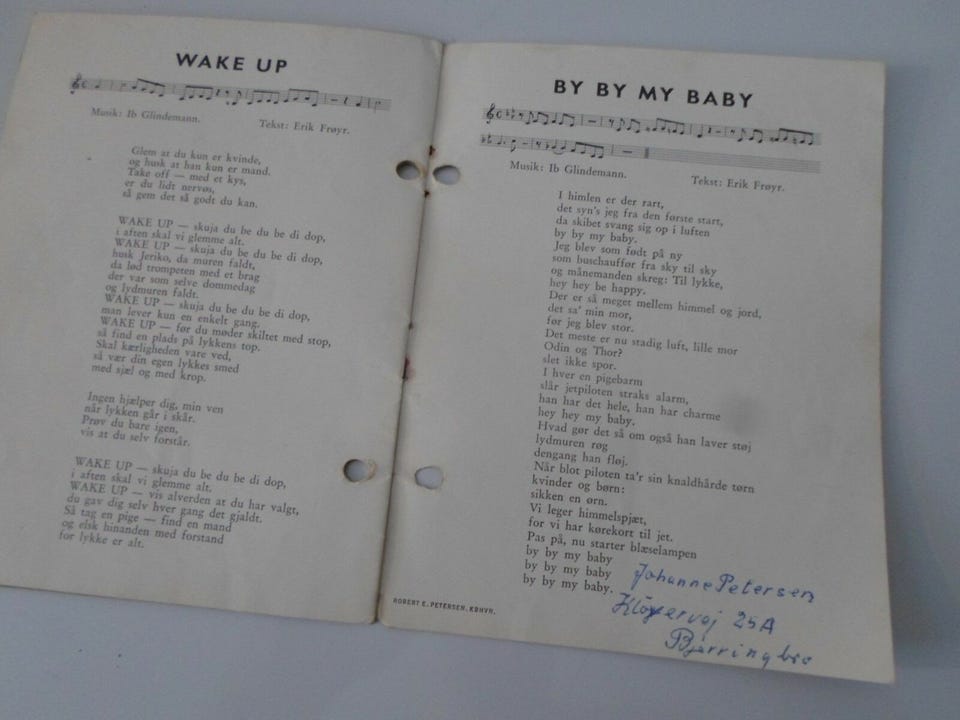 WAKE UP
Musik: Ib Glindemann.
Tekst: Erik Frøyr.
Glem at du kun er kvinde,
og husk at han kun er mand.
Take off — med et kys,
er du lidt nervøs,
så gem det så godt du kan.
WAKE UP — skuja du be du be di dop,
i aften skal vi glemme alt.
WAKE UP — skuja du be du be di dop,
husk Jeriko, da muren faldt,
da lød trompeten med et brag
der var som selve dommedag
og lydmuren faldt.
WAKE UP — skuja du be du be di dop,
man lever kun en enkelt gang.
WAKE UP — før du møder skiltet med stop,
så find en plads på lykkens top.
Skal kærligheden vare ved,
så vær din egen lykkes smed
med sjæl og med krop.
Ingen hjælper dig, min ven
når lykken går i skår.
Prøv du bare igen,
vis at du selv forstår.
WAKE UP — skuja du be du be di dop,
i aften skal vi glemme alt.
WAKE UP — vis alverden at du har valgt,
du gav dig selv hver gang det gjaldt.
Så tag en pige — find en mand
og elsk hinanden med forstand
for lykke er alt.
BY BY MY BABY
Musik: Ib Glindemann.
Tekst: Erik Frøyr.
I himlen er der rart,
det syn's jeg fra den første start,
da skibet svang sig op i luften
by by my baby.
Jeg blev som født på ny
som buschauffør fra sky til sky
og månemanden skreg: Til lykke,
hey hey be happy.
Der er så meget mellem himmel og jord,
det sa' min mor,
før jeg blev stor.
Det meste er nu stadig luft, lille mor
Odin og Thor?
slet ikke spor.
I hver en pigebarm
slår jetpiloten straks alarm,
han har det hele, han har charme
hey hey my baby.
Hvad gør det så om også han laver støj
lydmuren røg
dengang han fløj.
Når blot piloten ta'r sin knaldhårde tørn
kvinder og børn:
sikken en ørn.
Vi leger himmelspjæt,
for vi har kørekort til jet.
Pas på, nu starter blæselampen
by by my baby
by by my baby
by by my baby.
Johanne Petersen
Kløvervej 25A
Bjerringbro
ROBERT E. PETERSEN, KBHVN.